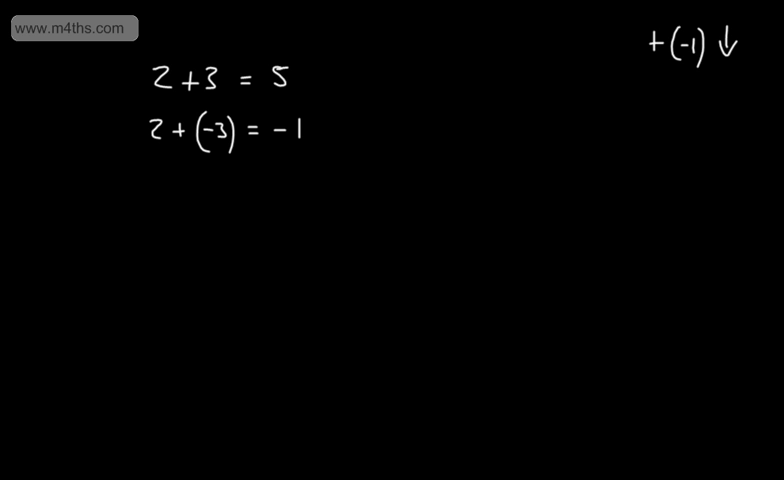 www.m4ths.com
+(-1) ↓
2 + 3 = 5
2 + (-3) = -1